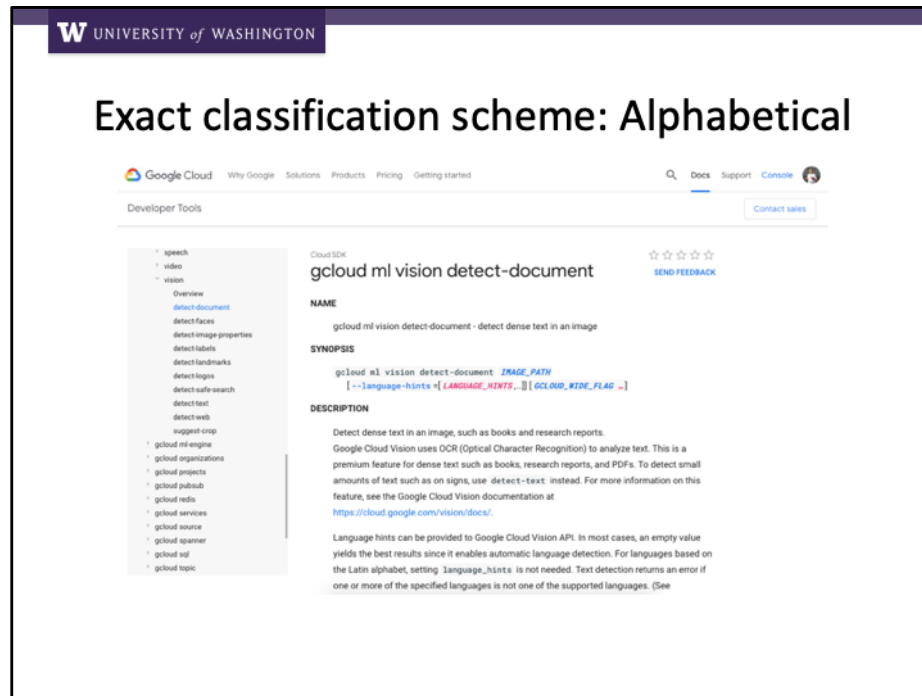 W UNIVERSITY of WASHINGTON
Exact classification scheme: Alphabetical
Google Cloud Why Google Solutions Products Pricing Getting started Docs Support Console
Developer Tools Contact sales
speech
video
vision
Overview
detect-document
detect-faces
detect-image-properties
detect-labels
detect-landmarks
detect-logos
detect-safe-search
detect-text
detect-web
suggest-crop
gcloud ml-engine
gcloud organizations
gcloud projects
gcloud pubsub
gcloud redis
gcloud services
gcloud source
gcloud spanner
gcloud sql
gcloud topic
Cloud SDK
gcloud ml vision detect-document
SEND FEEDBACK
NAME
gcloud ml vision detect-document - detect dense text in an image
SYNOPSIS
gcloud ml vision detect-document IMAGE_PATH
[--language-hints=[LANGUAGE_HINTS,…]] [GCLOUD_WIDE_FLAG …]
DESCRIPTION
Detect dense text in an image, such as books and research reports.
Google Cloud Vision uses OCR (Optical Character Recognition) to analyze text. This is a
premium feature for dense text such as books, research reports, and PDFs. To detect small
amounts of text such as on signs, use detect-text instead. For more information on this
feature, see the Google Cloud Vision documentation at
https://cloud.google.com/vision/docs/.
Language hints can be provided to Google Cloud Vision API. In most cases, an empty value
yields the best results since it enables automatic language detection. For languages based on
the Latin alphabet, setting language_hints is not needed. Text detection returns an error if
one or more of the specified languages is not one of the supported languages. (See